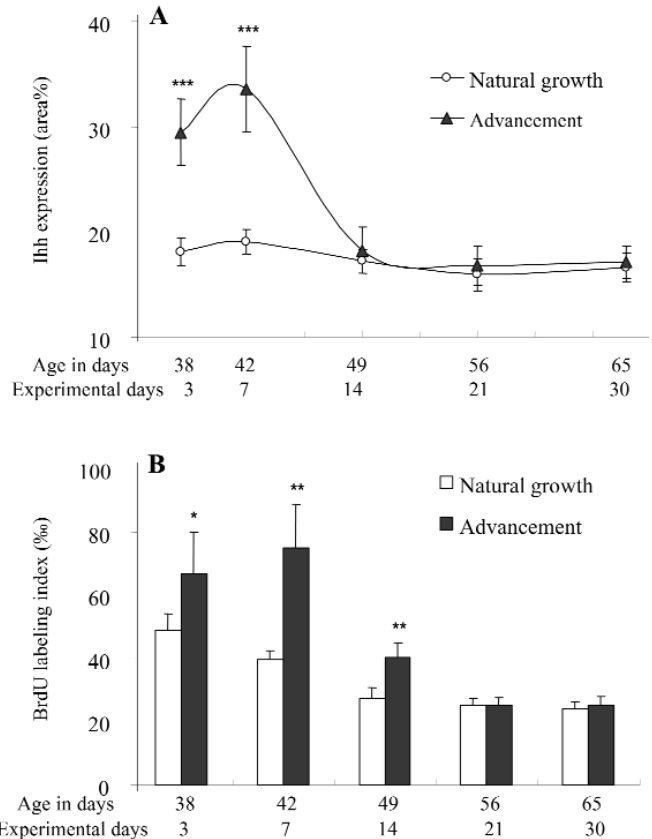 A
40
30
20
10
Ihh expression (area%)
***
***
Natural growth
Advancement
Age in days 38 42 49 56 65
Experimental days 3 7 14 21 30
B
100
80
60
40
20
0
BrdU labeling index (‰)
*
**
**
Natural growth
Advancement
Age in days 38 42 49 56 65
Experimental days 3 7 14 21 30